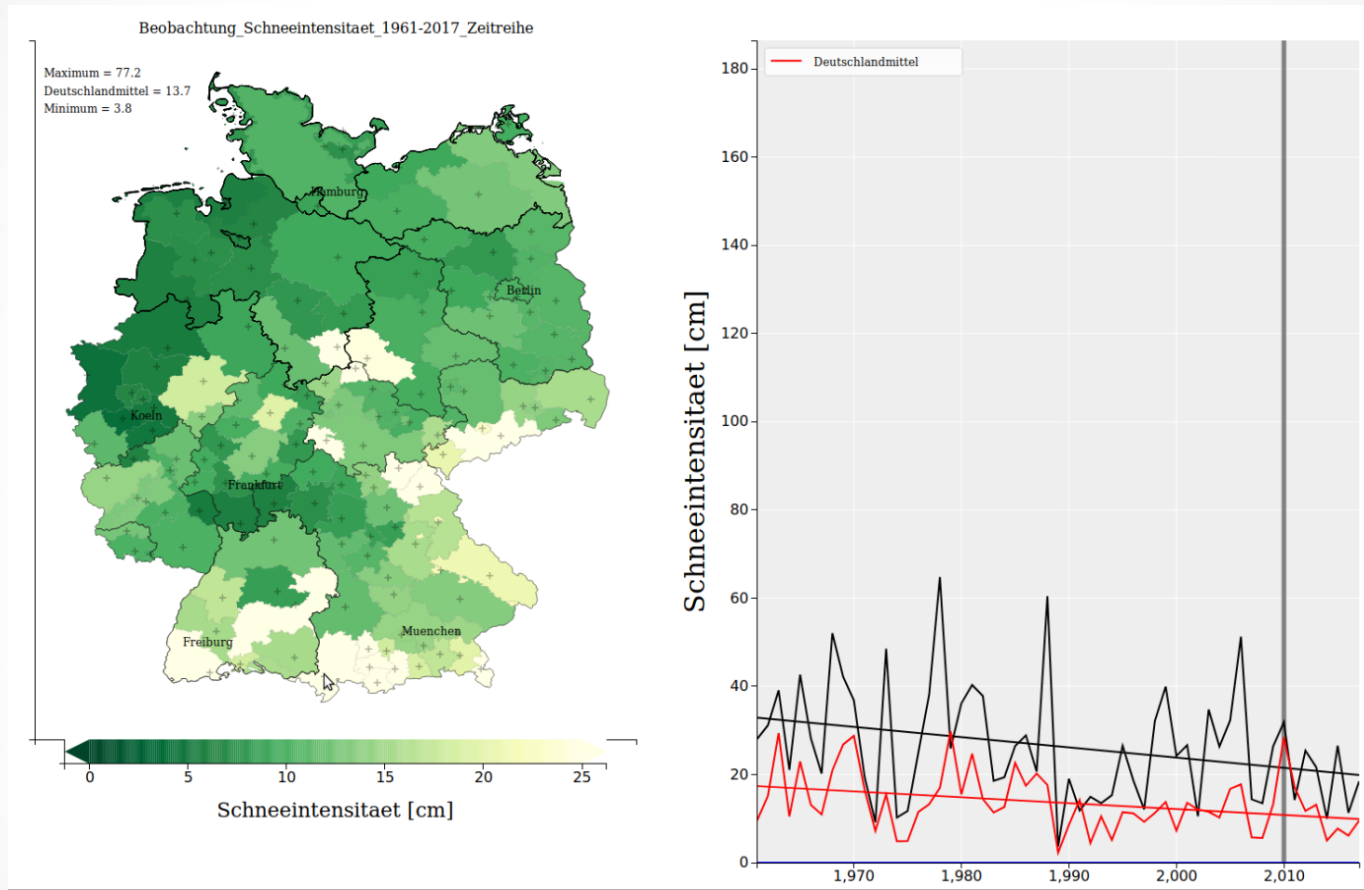 Beobachtung_Schneeintensitaet_1961-2017_Zeitreihe
Maximum = 77.2
Deutschlandmittel = 13.7
Minimum = 3.8
Hamburg
Berlin
Koeln
Frankfurt
Freiburg
Muenchen
0 5 10 15 20 25
Schneeintensitaet [cm]
Deutschlandmittel
Schneeintensitaet [cm]
180
160
140
120
100
80
60
40
20
0
1,970 1,980 1,990 2,000 2,010